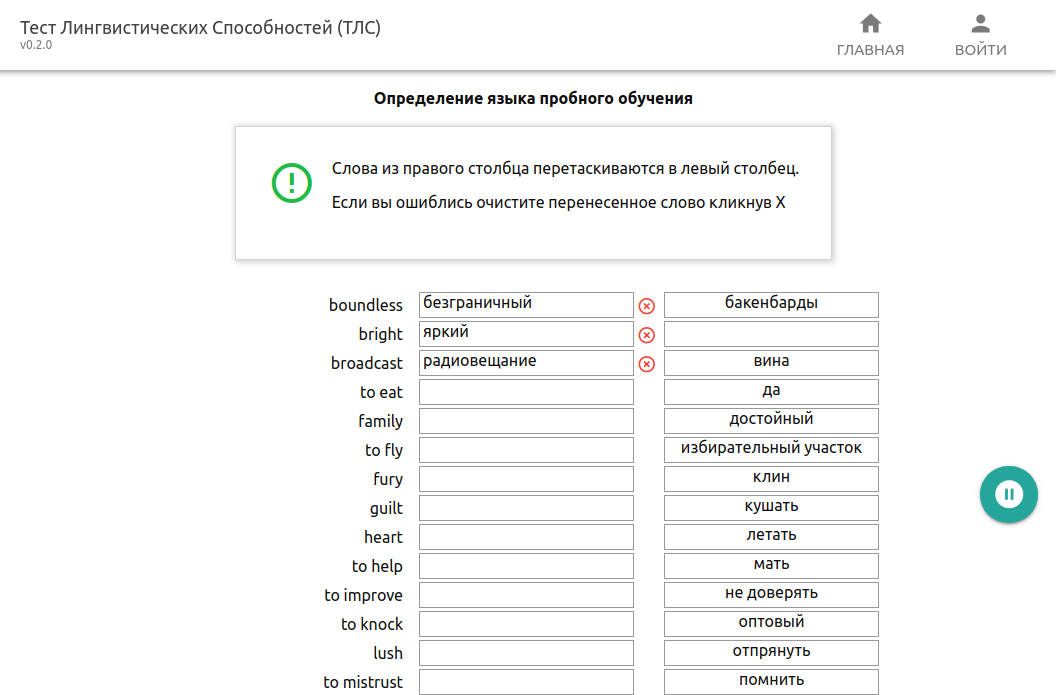 Тест Лингвистических Способностей (ТЛС)
v0.2.0
ГЛАВНАЯ
ВОЙТИ
Определение языка пробного обучения
Слова из правого столбца перетаскиваются в левый столбец.
Если вы ошиблись очистите перенесенное слово кликнув X
boundless безграничный бакенбарды
bright яркий
broadcast радиовещание вина
to eat да
family достойный
to fly избирательный участок
fury клин
guilt кушать
heart летать
to help мать
to improve не доверять
to knock оптовый
lush отпрянуть
to mistrust помнить